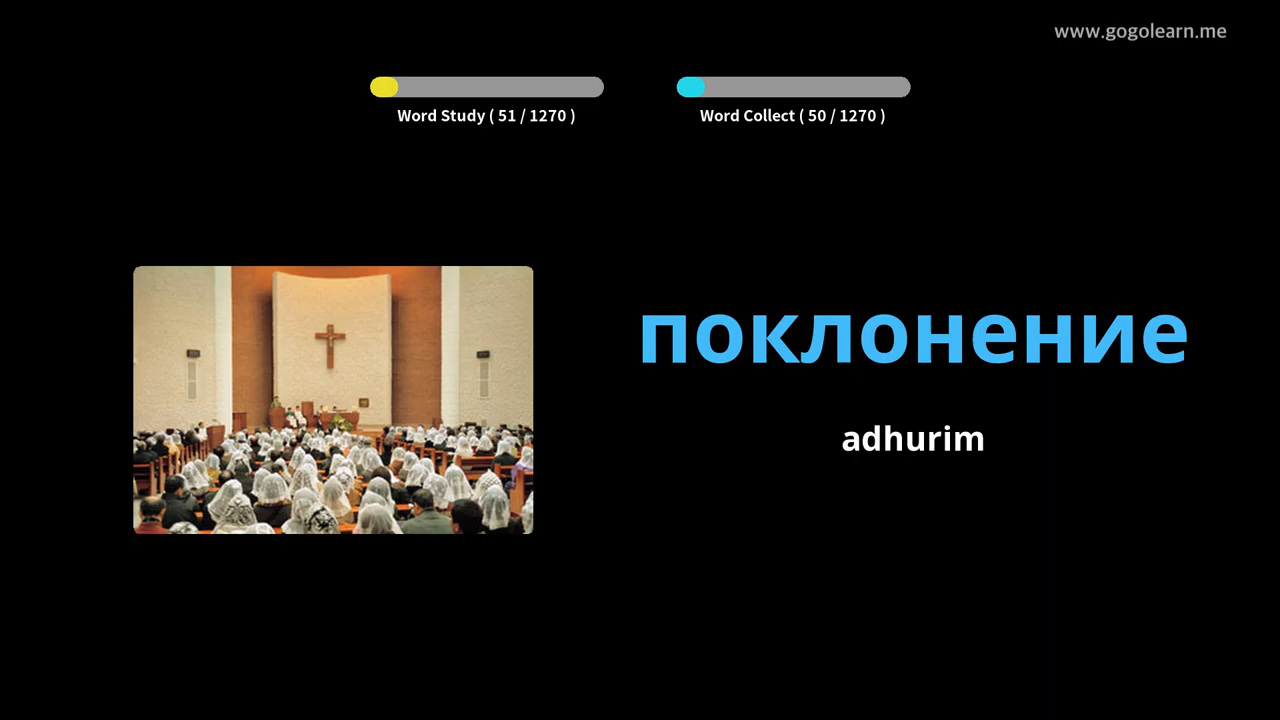 www.gogolearn.me
Word Study ( 51 / 1270 )
Word Collect ( 50 / 1270 )
поклонение
adhurim